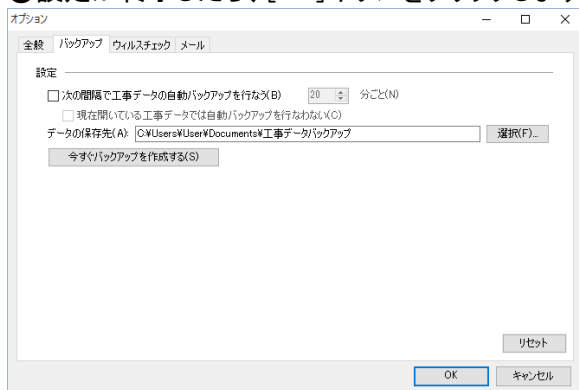 オプション
全般 バックアップ ウィルスチェック メール
設定
次の間隔で工事データの自動バックアップを行なう(B) 20 分ごと(N)
現在開いている工事データでは自動バックアップを行なわない(O)
データの保存先(A): C:¥Users¥User¥Documents¥工事データバックアップ 選択(F)...
今すぐバックアップを作成する(S)
リセット
OK キャンセル